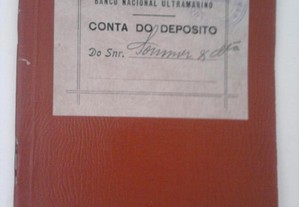 BANCO NACIONAL ULTRAMARINO
CONTA DO DEPOSITO
Do Snr.